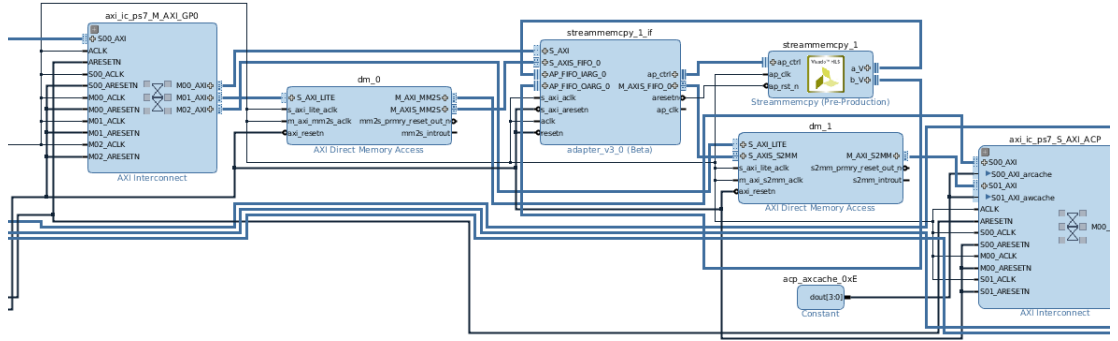 axi_ic_ps7_M_AXI_GP0
S00_AXI
ACLK
ARESETN
S00_ACLK
S00_ARESETN
M00_ACLK
M00_ARESETN
M01_ACLK
M01_ARESETN
M02_ACLK
M02_ARESETN
M00_AXI
M01_AXI
M02_AXI
AXI Interconnect
dm_0
S_AXI_LITE
s_axi_lite_aclk
m_axi_mm2s_aclk
axi_resetn
M_AXI_MM2S
M_AXIS_MM2S
mm2s_prmry_reset_out_n
mm2s_introut
AXI Direct Memory Access
streammemcpy_1_if
S_AXI
S_AXIS_FIFO_0
AP_FIFO_IARG_0
AP_FIFO_OARG_0
s_axi_aclk
s_axi_aresetn
aclk
aresetn
ap_ctrl
M_AXIS_FIFO_0
aresetn
ap_clk
adapter_v3_0 (Beta)
streammemcpy_1
ap_ctrl
ap_clk
ap_rst_n
Vivado™ HLS
a_V
b_V
Streammemcpy (Pre-Production)
dm_1
S_AXI_LITE
S_AXIS_S2MM
s_axi_lite_aclk
m_axi_s2mm_aclk
axi_resetn
M_AXI_S2MM
s2mm_prmry_reset_out_n
s2mm_introut
AXI Direct Memory Access
acp_axcache_0xE
dout[3:0]
Constant
axi_ic_ps7_S_AXI_ACP
S00_AXI
S00_AXI_arcache
S01_AXI
S01_AXI_awcache
ACLK
ARESETN
S00_ACLK
S00_ARESETN
M00_ACLK
M00_ARESETN
S01_ACLK
S01_ARESETN
M00_
AXI Interconnect